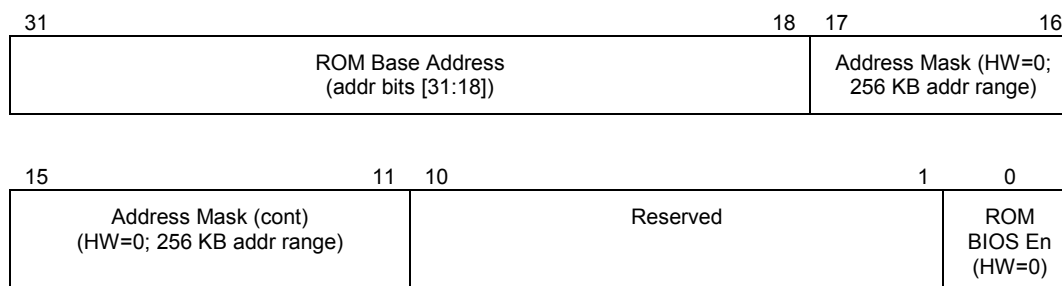 31 18 17 16
ROM Base Address
(addr bits [31:18])
Address Mask (HW=0;
256 KB addr range)
15 11 10 1 0
Address Mask (cont)
(HW=0; 256 KB addr range)
Reserved
ROM
BIOS En
(HW=0)